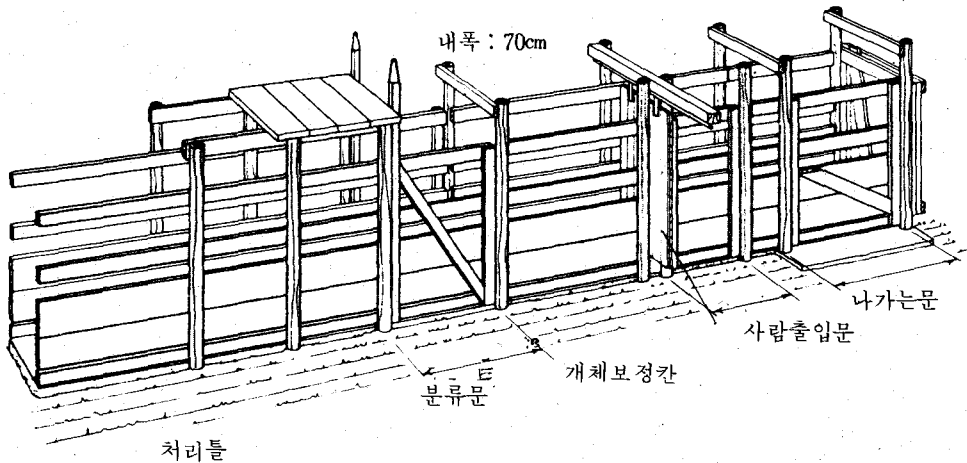 내폭 : 70cm
나가는문
사람출입문
개체보정칸
분류문
처리틀